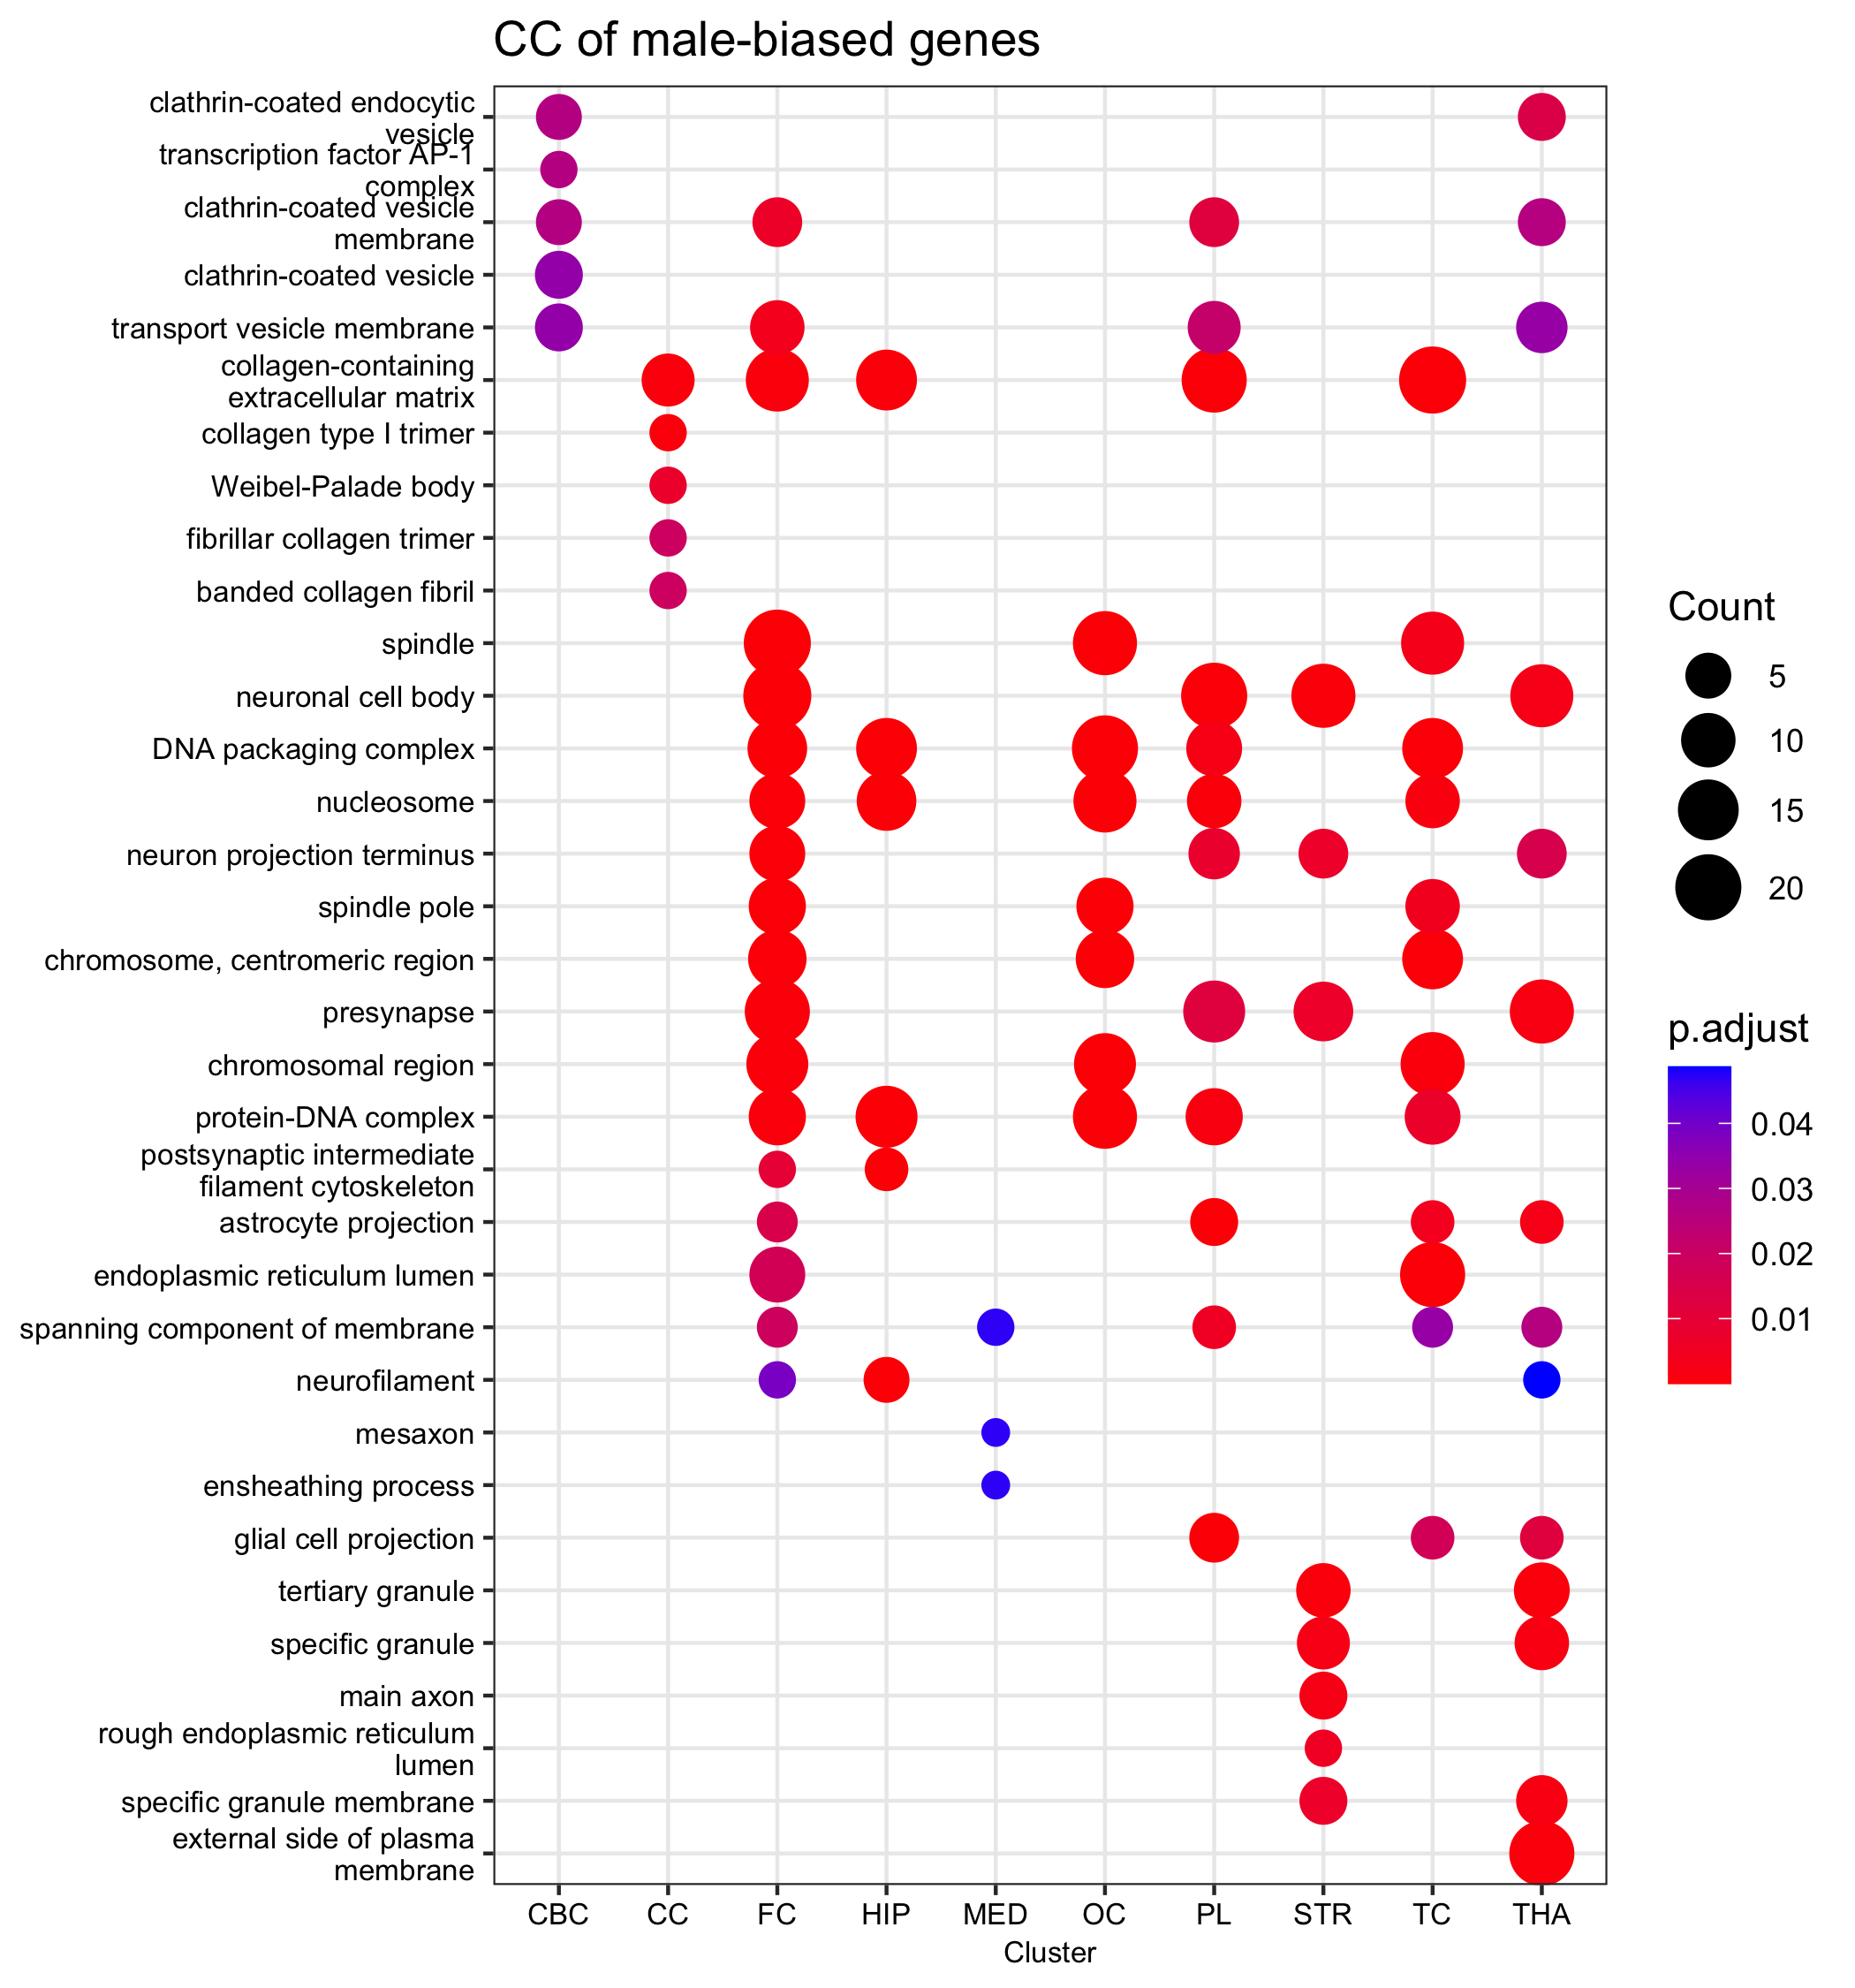 CC of male-biased genes
clathrin-coated endocytic
vesicle
transcription factor AP-1
complex
clathrin-coated vesicle
membrane
clathrin-coated vesicle
transport vesicle membrane
collagen-containing
extracellular matrix
collagen type I trimer
Weibel-Palade body
fibrillar collagen trimer
banded collagen fibril
spindle
neuronal cell body
DNA packaging complex
nucleosome
neuron projection terminus
spindle pole
chromosome, centromeric region
presynapse
chromosomal region
protein-DNA complex
postsynaptic intermediate
filament cytoskeleton
astrocyte projection
endoplasmic reticulum lumen
spanning component of membrane
neurofilament
mesaxon
ensheathing process
glial cell projection
tertiary granule
specific granule
main axon
rough endoplasmic reticulum
lumen
specific granule membrane
external side of plasma
membrane
CBC CC FC HIP MED OC PL STR TC THA
Cluster
Count
5
10
15
20
p.adjust
0.04
0.03
0.02
0.01